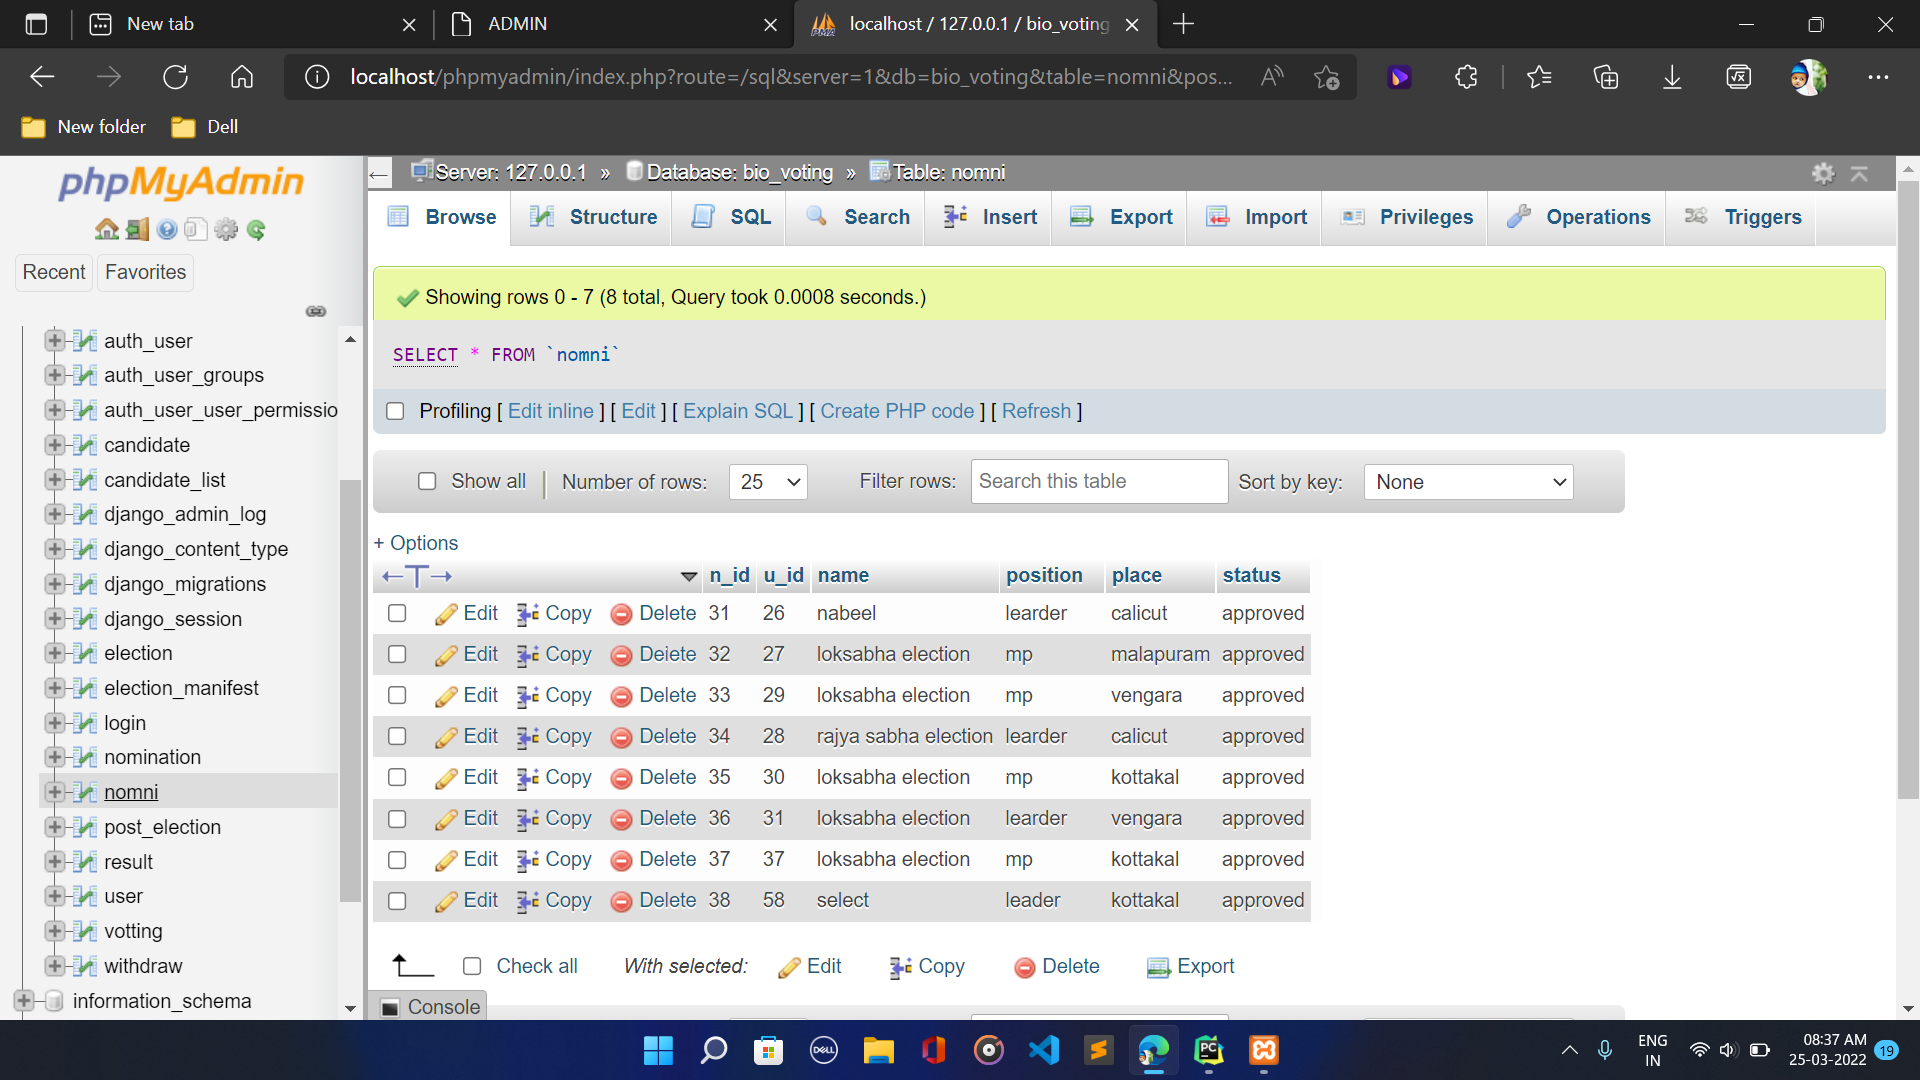 New tab
ADMIN
localhost / 127.0.0.1 / bio_voting
localhost/phpmyadmin/index.php?route=/sql&server=1&db=bio_voting&table=nomni&pos...
New folder
Dell
phpMyAdmin
Recent
Favorites
auth_user
auth_user_groups
auth_user_user_permissio
candidate
candidate_list
django_admin_log
django_content_type
django_migrations
django_session
election
election_manifest
login
nomination
nomni
post_election
result
user
votting
withdraw
information_schema
Server: 127.0.0.1 » Database: bio_voting » Table: nomni
Browse Structure SQL Search Insert Export Import Privileges Operations Triggers
Showing rows 0 - 7 (8 total, Query took 0.0008 seconds.)
SELECT * FROM `nomni`
Profiling [ Edit inline ] [ Edit ] [ Explain SQL ] [ Create PHP code ] [ Refresh ]
Show all Number of rows: 25 Filter rows: Search this table Sort by key: None
+ Options
n_id u_id name position place status
Edit Copy Delete 31 26 nabeel learder calicut approved
Edit Copy Delete 32 27 loksabha election mp malapuram approved
Edit Copy Delete 33 29 loksabha election mp vengara approved
Edit Copy Delete 34 28 rajya sabha election learder calicut approved
Edit Copy Delete 35 30 loksabha election mp kottakal approved
Edit Copy Delete 36 31 loksabha election learder vengara approved
Edit Copy Delete 37 37 loksabha election mp kottakal approved
Edit Copy Delete 38 58 select leader kottakal approved
Check all With selected: Edit Copy Delete Export
Console
ENG
IN
08:37 AM
25-03-2022
19